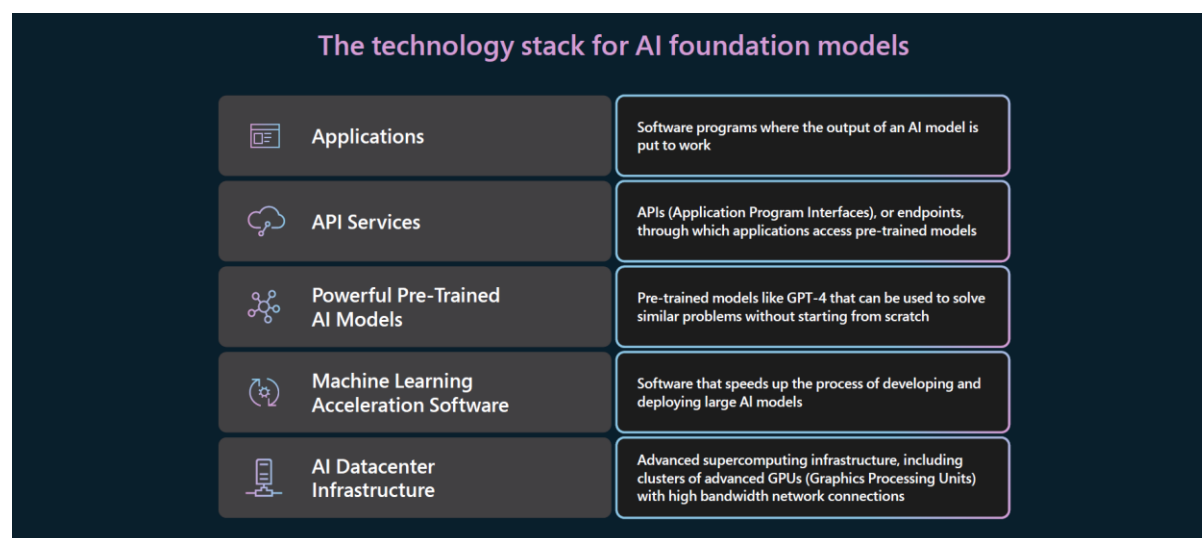 The technology stack for AI foundation models
Applications
Software programs where the output of an AI model is
put to work
API Services
APIs (Application Program Interfaces), or endpoints,
through which applications access pre-trained models
Powerful Pre-Trained
AI Models
Pre-trained models like GPT-4 that can be used to solve
similar problems without starting from scratch
Machine Learning
Acceleration Software
Software that speeds up the process of developing and
deploying large AI models
AI Datacenter
Infrastructure
Advanced supercomputing infrastructure, including
clusters of advanced GPUs (Graphics Processing Units)
with high bandwidth network connections